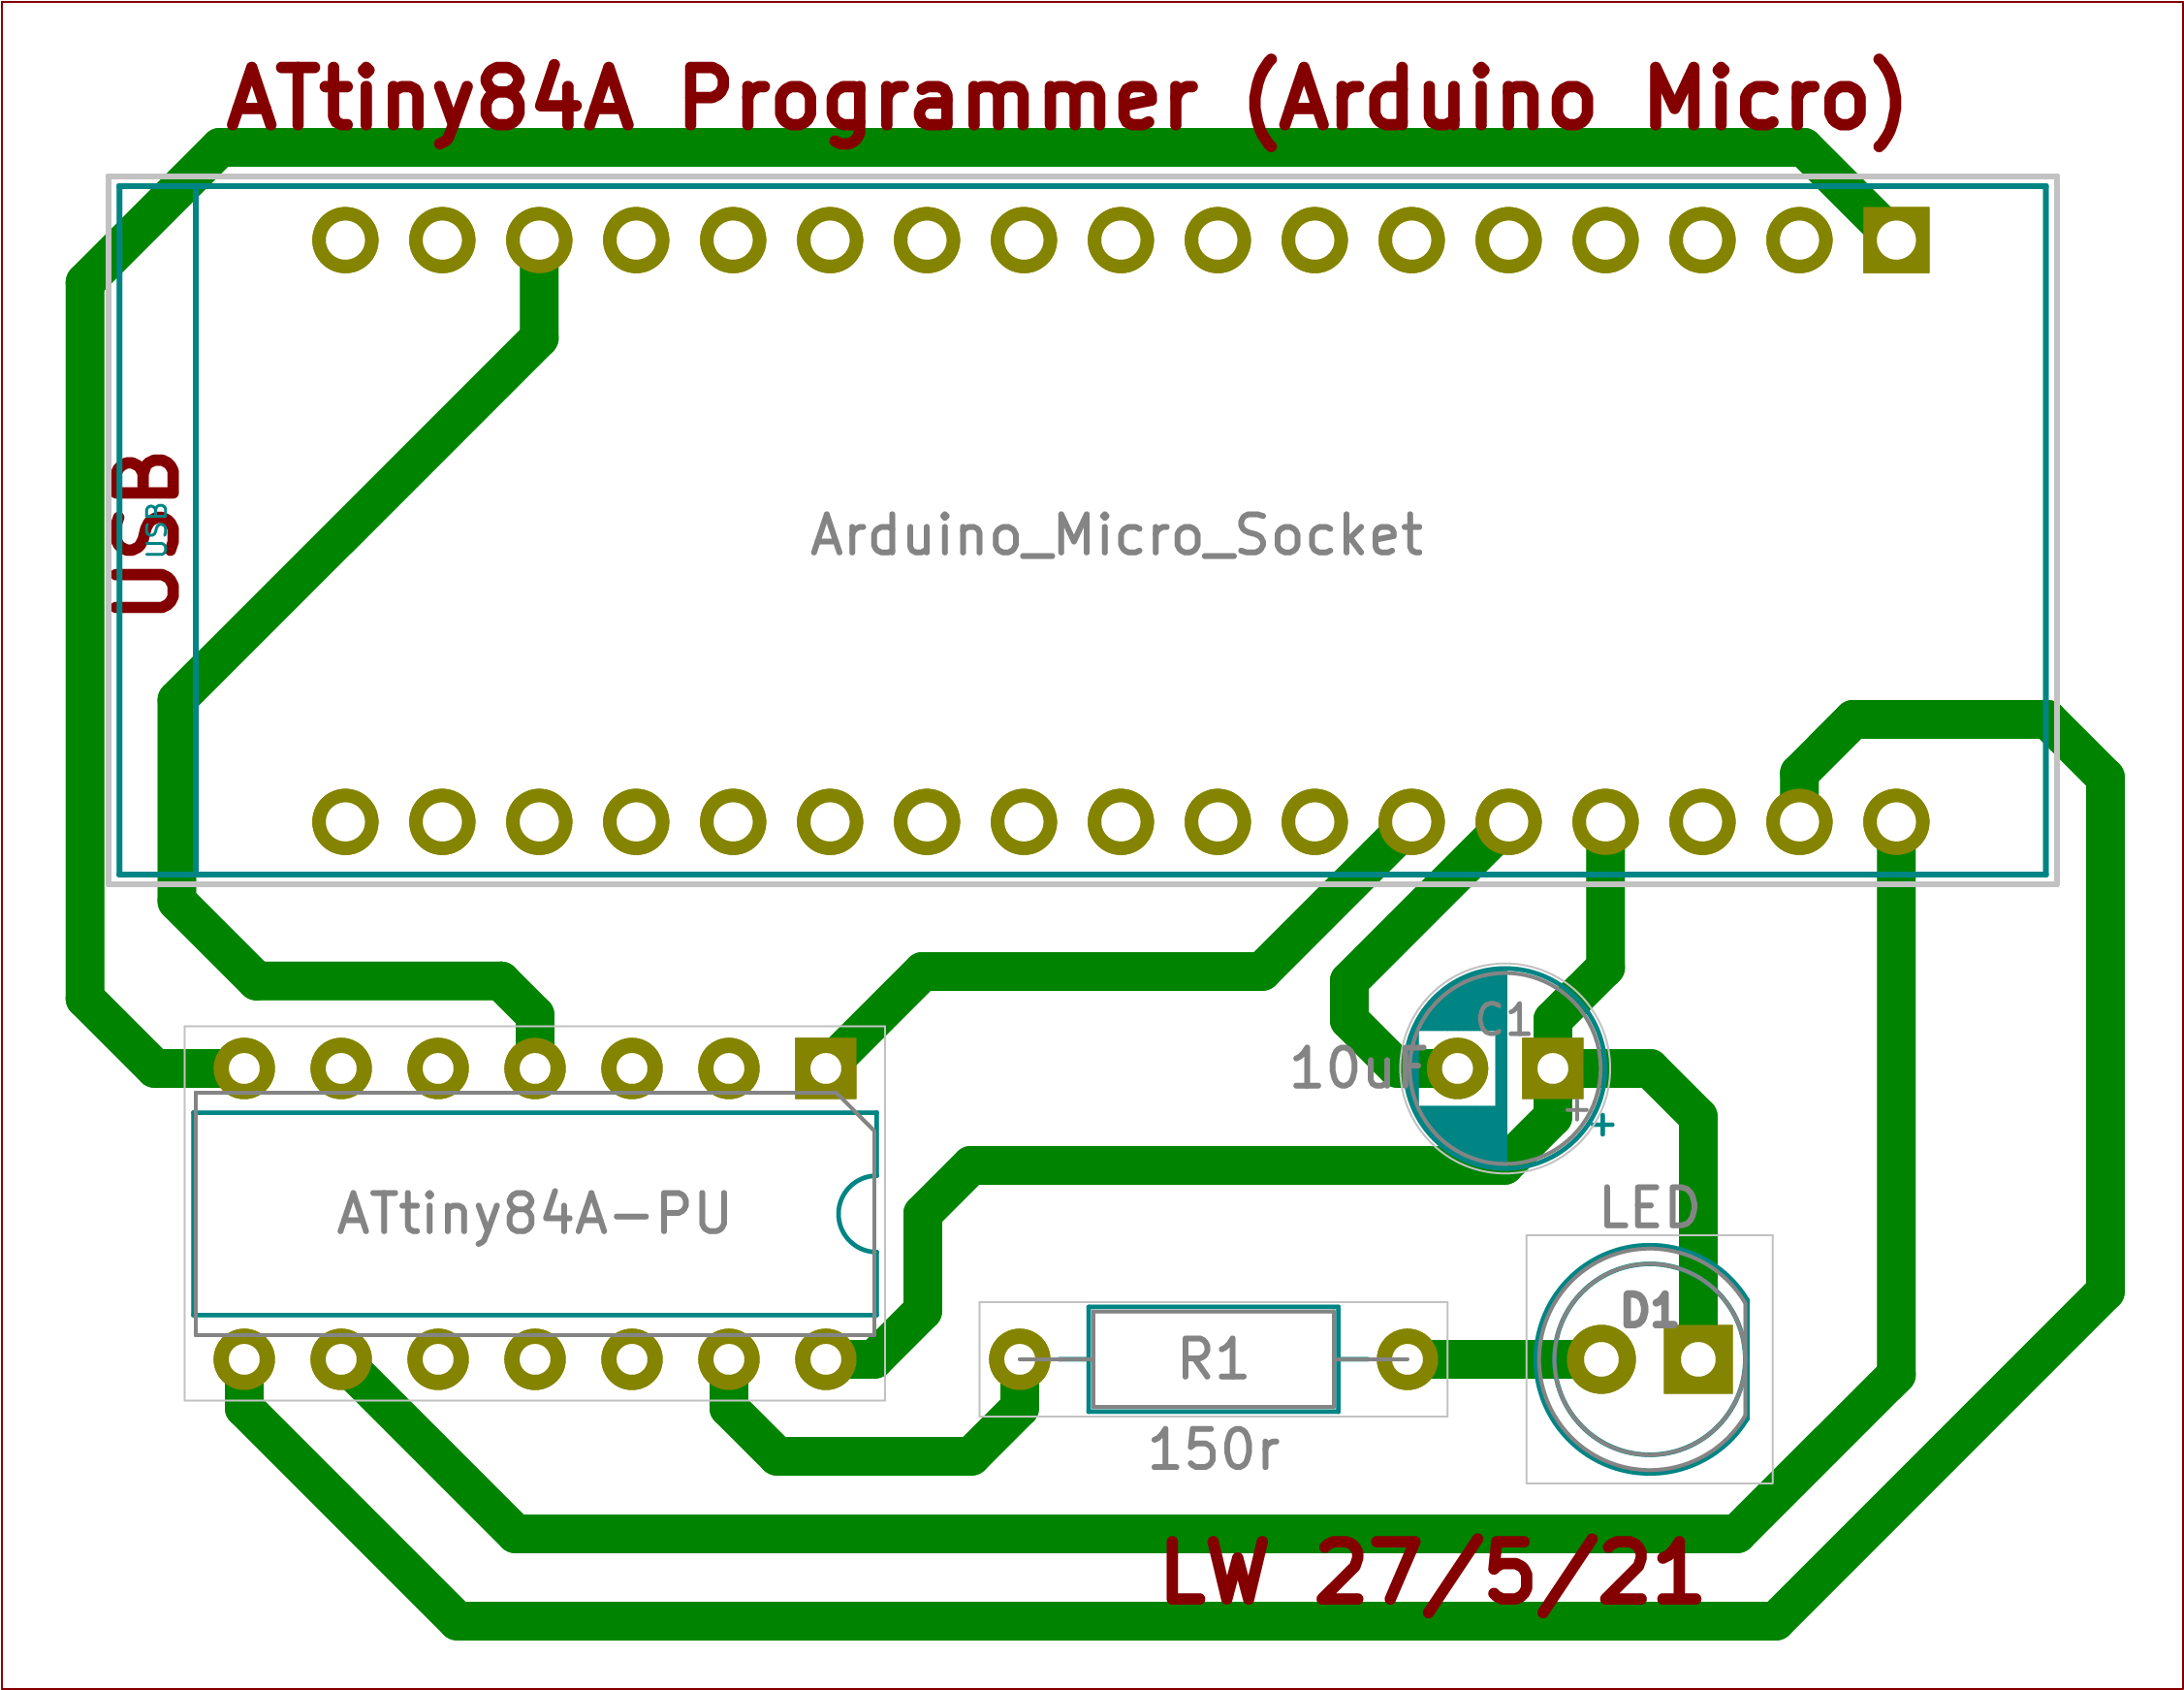 ATtiny84A Programmer (Arduino Micro)
USB
USB
Arduino_Micro_Socket
C1
10uF
+
+
ATtiny84A-PU
LED
D1
R1
150r
LW 27/5/21